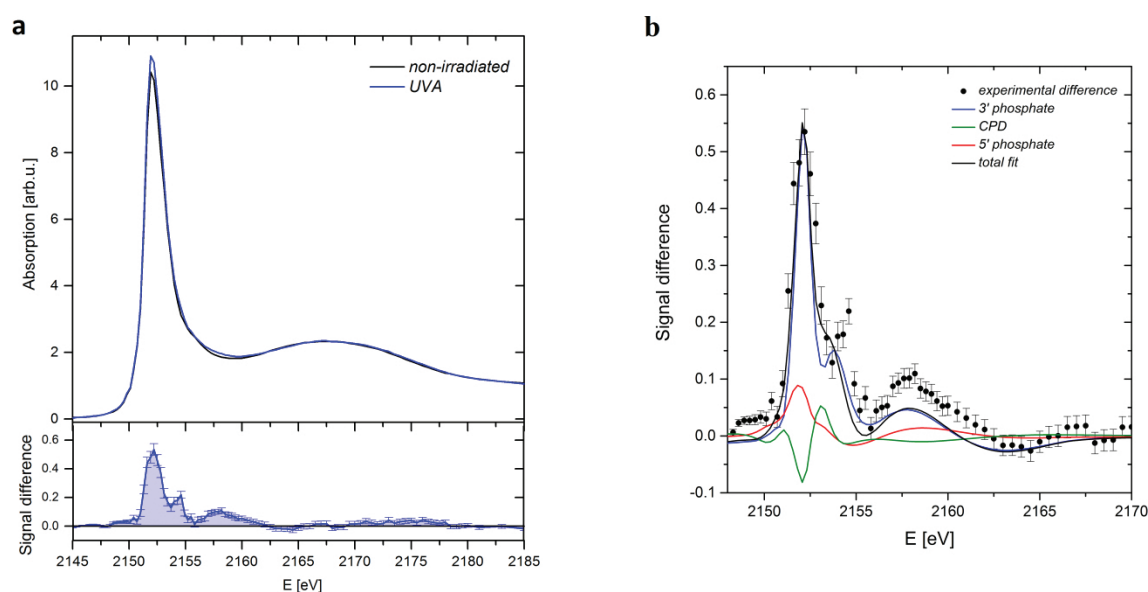 a
non-irradiated
UVA
Absorption [arb.u.]
10
8
6
4
2
0
Signal difference
0.6
0.4
0.2
0.0
2145 2150 2155 2160 2165 2170 2175 2180 2185
E [eV]
b
experimental difference
3' phosphate
CPD
5' phosphate
total fit
Signal difference
0.6
0.5
0.4
0.3
0.2
0.1
0.0
-0.1
2150 2155 2160 2165 2170
E [eV]